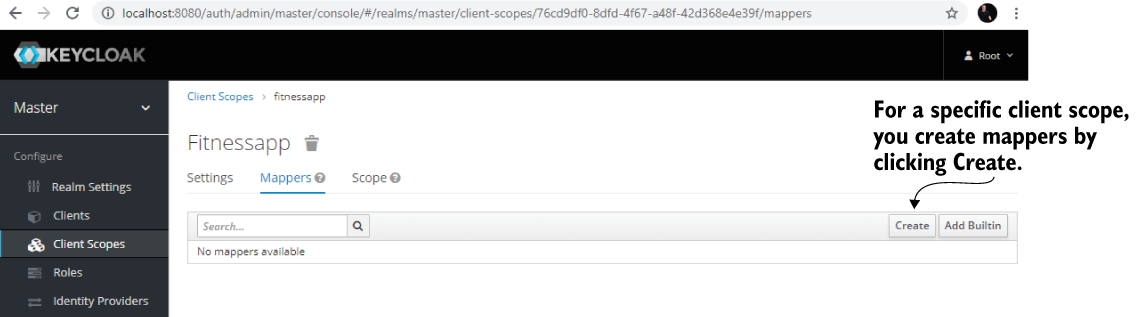 localhost:8080/auth/admin/master/console/#/realms/master/client-scopes/76cd9df0-8dfd-4f67-a48f-42d368e4e39f/mappers
KEYCLOAK
Root
Master
Client Scopes > fitnessapp
For a specific client scope,
you create mappers by
clicking Create.
Fitnessapp
Configure
Settings Mappers Scope
Realm Settings
Clients
Search...
Create Add Builtin
Client Scopes
No mappers available
Roles
Identity Providers